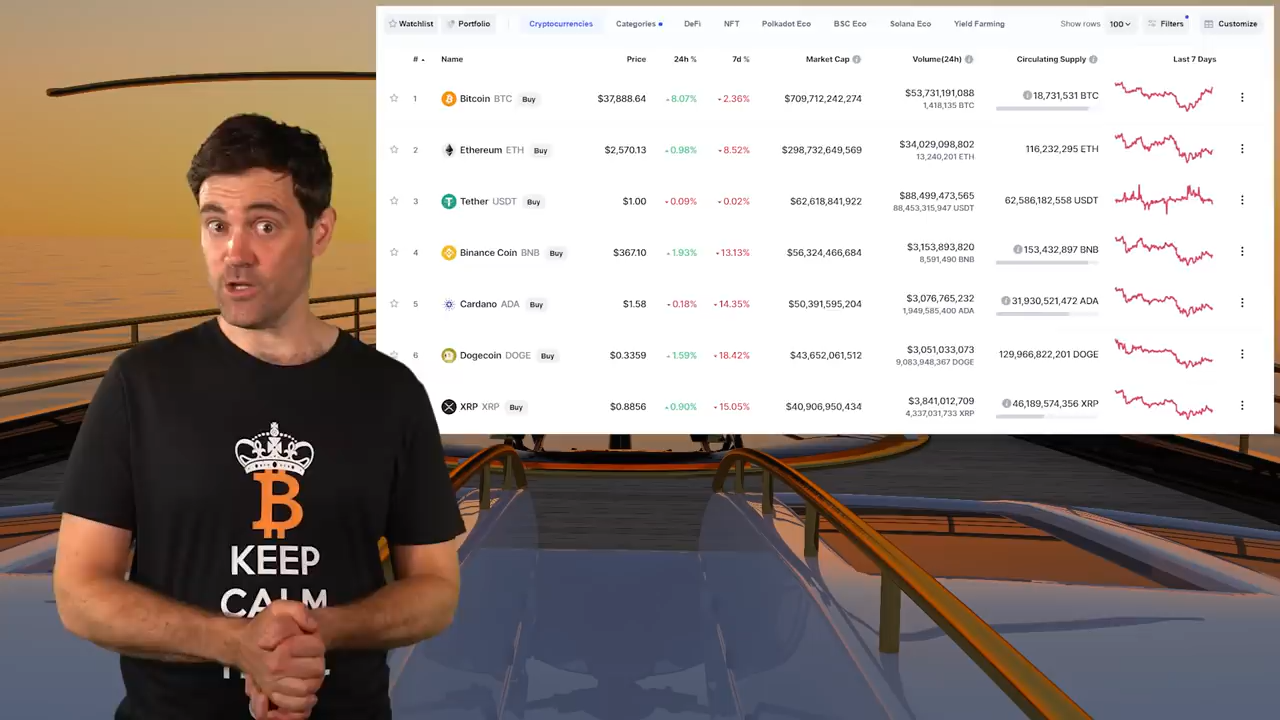 Watchlist Portfolio Cryptocurrencies Categories DeFi NFT Polkadot Eco BSC Eco Solana Eco Yield Farming Show rows 100 Filters Customize
# Name Price 24h % 7d % Market Cap Volume(24h) Circulating Supply Last 7 Days
1 Bitcoin BTC Buy $37,888.64 8.07% 2.36% $709,712,242,274 $53,731,191,088 18,731,531 BTC
1,418,135 BTC
2 Ethereum ETH Buy $2,570.13 0.98% 8.52% $298,732,649,569 $34,029,098,802 116,232,295 ETH
13,240,201 ETH
3 Tether USDT Buy $1.00 0.09% 0.02% $62,618,841,922 $88,499,473,565 62,586,182,558 USDT
88,453,315,947 USDT
4 Binance Coin BNB Buy $367.10 1.93% 13.13% $56,324,466,684 $3,153,893,820 153,432,897 BNB
8,591,490 BNB
5 Cardano ADA Buy $1.58 0.18% 14.35% $50,391,595,204 $3,076,765,232 31,930,521,472 ADA
1,949,585,400 ADA
6 Dogecoin DOGE Buy $0.3359 1.59% 18.42% $43,652,061,512 $3,051,033,073 129,966,822,201 DOGE
9,083,948,367 DOGE
XRP XRP Buy $0.8856 0.90% 15.05% $40,906,950,434 $3,841,012,709 46,189,574,356 XRP
4,337,031,733 XRP
KEEP
CALM